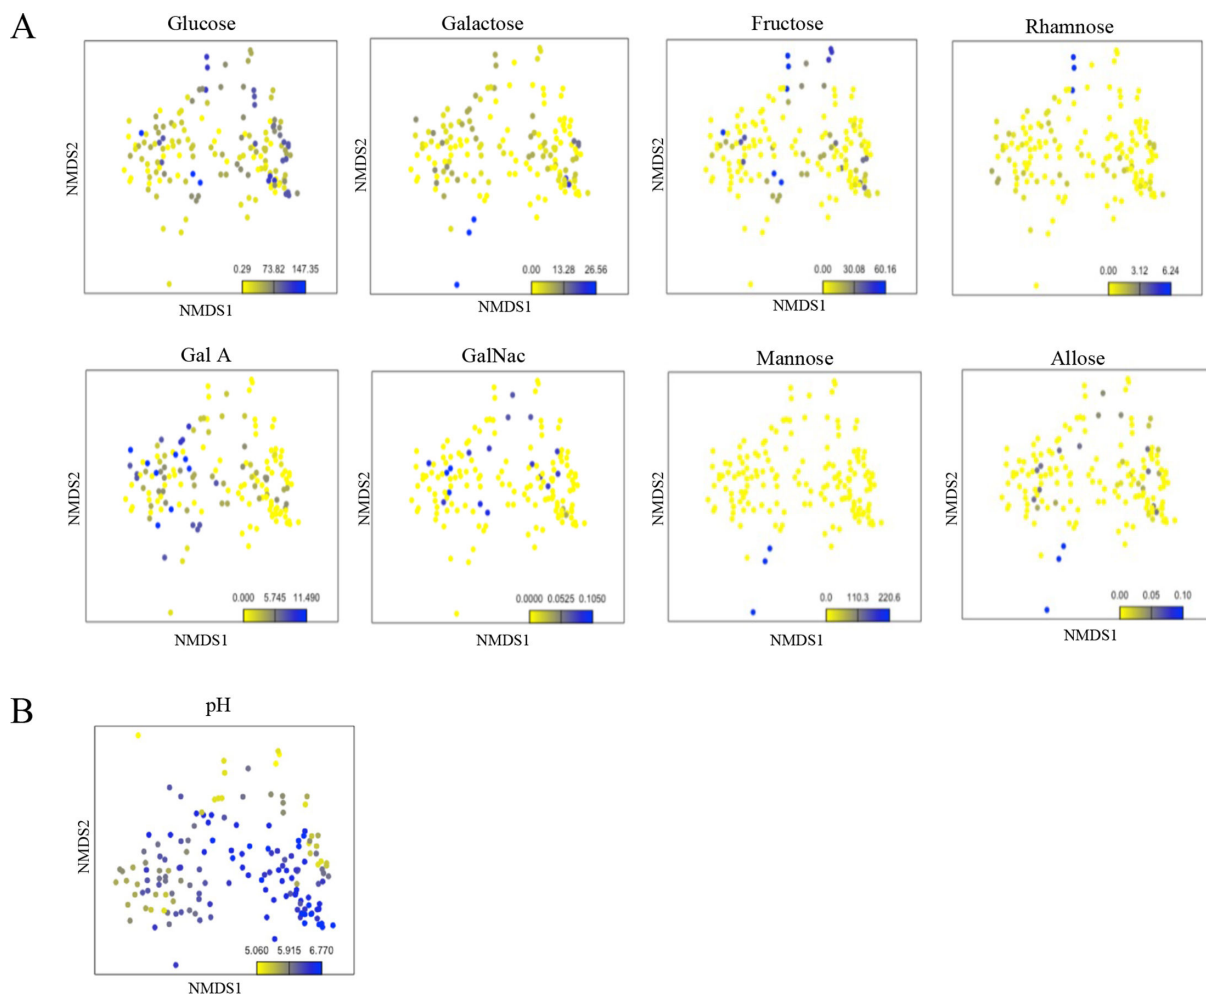 A
Glucose
Galactose
Fructose
Rhamnose
NMDS2
NMDS2
NMDS2
NMDS2
0.29 73.82 147.35
0.00 13.28 26.56
0.00 30.08 60.16
0.00 3.12 6.24
NMDS1
NMDS1
NMDS1
NMDS1
Gal A
GalNac
Mannose
Allose
NMDS2
NMDS2
NMDS2
NMDS2
0.000 5.745 11.490
0.0000 0.0525 0.1050
0.0 110.3 220.6
0.00 0.05 0.10
NMDS1
NMDS1
NMDS1
NMDS1
B
pH
NMDS2
5.060 5.915 6.770
NMDS1